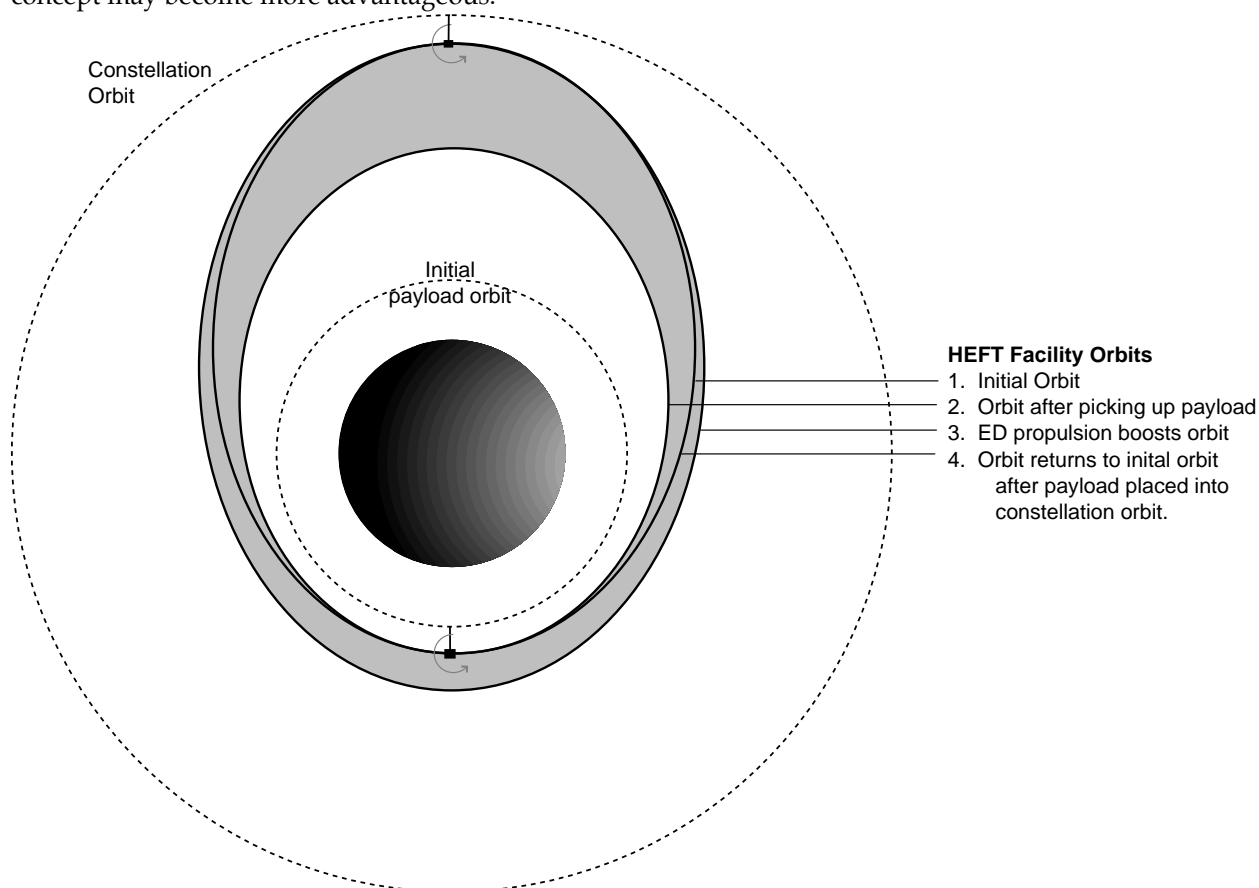 concept may become more advantageous.
Constellation
Orbit
Initial
payload orbit
HEFT Facility Orbits
1. Initial Orbit
2. Orbit after picking up payload
3. ED propulsion boosts orbit
4. Orbit returns to inital orbit
after payload placed into
constellation orbit.